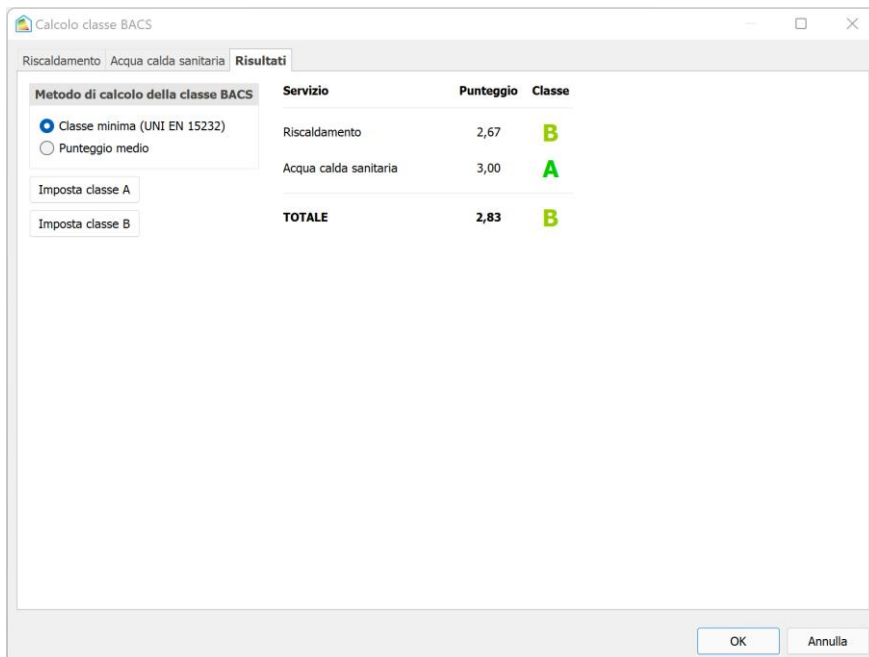 Calcolo classe BACS
Riscaldamento Acqua calda sanitaria Risultati
Metodo di calcolo della classe BACS
Classe minima (UNI EN 15232)
Punteggio medio
Imposta classe A
Imposta classe B
Servizio Punteggio Classe
Riscaldamento 2,67 B
Acqua calda sanitaria 3,00 A
TOTALE 2,83 B
OK Annulla